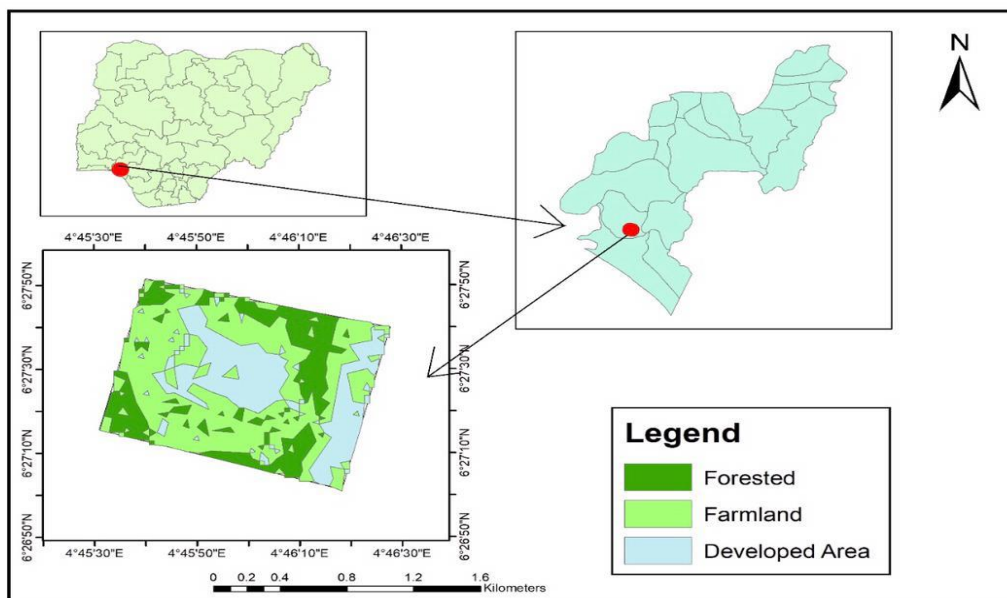 N
4°45'30"E 4°45'50"E 4°46'10"E 4°46'30"E
6°27'50"N
6°27'30"N
6°27'10"N
6°26'50"N
6°27'50"N
6°27'30"N
6°27'10"N
6°26'50"N
4°45'30"E 4°45'50"E 4°46'10"E 4°46'30"E
Legend
Forested
Farmland
Developed Area
0 0.2 0.4 0.8 1.2 1.6
Kilometers